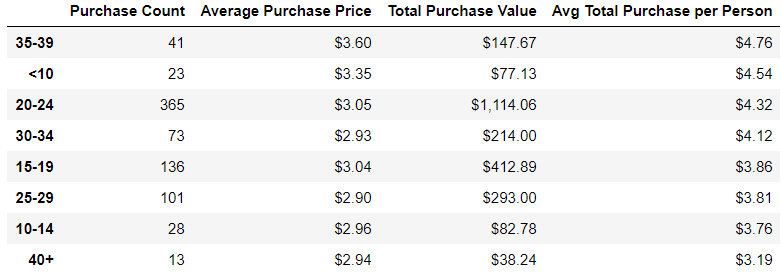 Purchase Count Average Purchase Price Total Purchase Value Avg Total Purchase per Person
35-39 41 $3.60 $147.67 $4.76
<10 23 $3.35 $77.13 $4.54
20-24 365 $3.05 $1,114.06 $4.32
30-34 73 $2.93 $214.00 $4.12
15-19 136 $3.04 $412.89 $3.86
25-29 101 $2.90 $293.00 $3.81
10-14 28 $2.96 $82.78 $3.76
40+ 13 $2.94 $38.24 $3.19